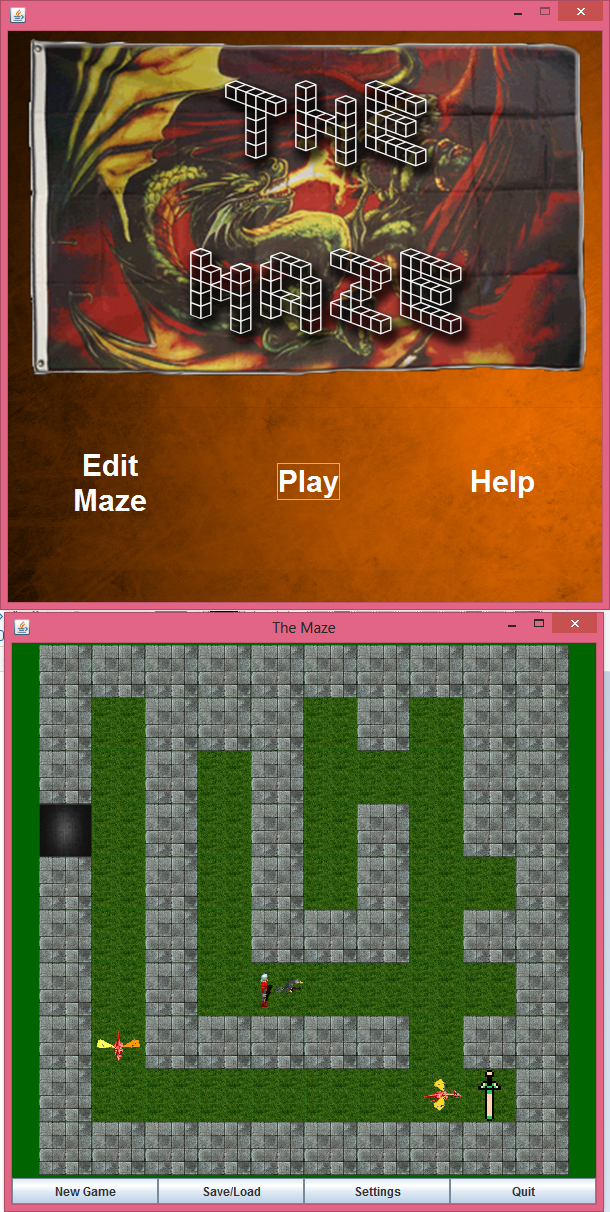 THE
MAZE
Edit
Maze
Play
Help
The Maze
New Game
Save/Load
Settings
Quit